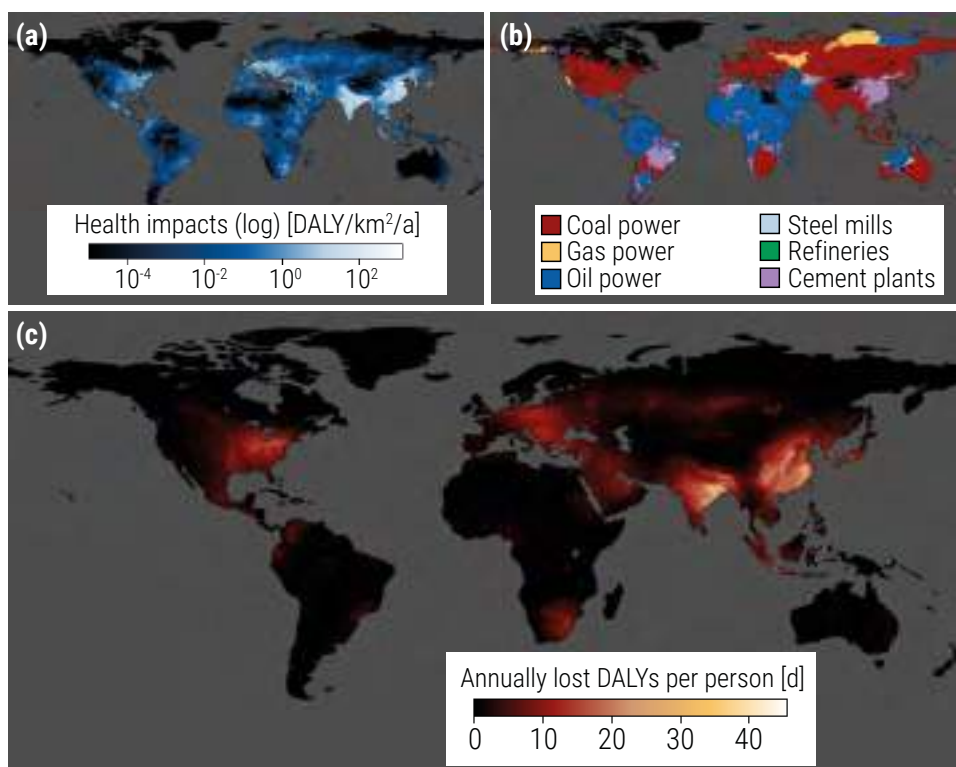 (a)
(b)
Health impacts (log) [DALY/km²/a]
10⁻⁴ 10⁻² 10⁰ 10²
Coal power Steel mills
Gas power Refineries
Oil power Cement plants
(c)
Annually lost DALYs per person [d]
0 10 20 30 40